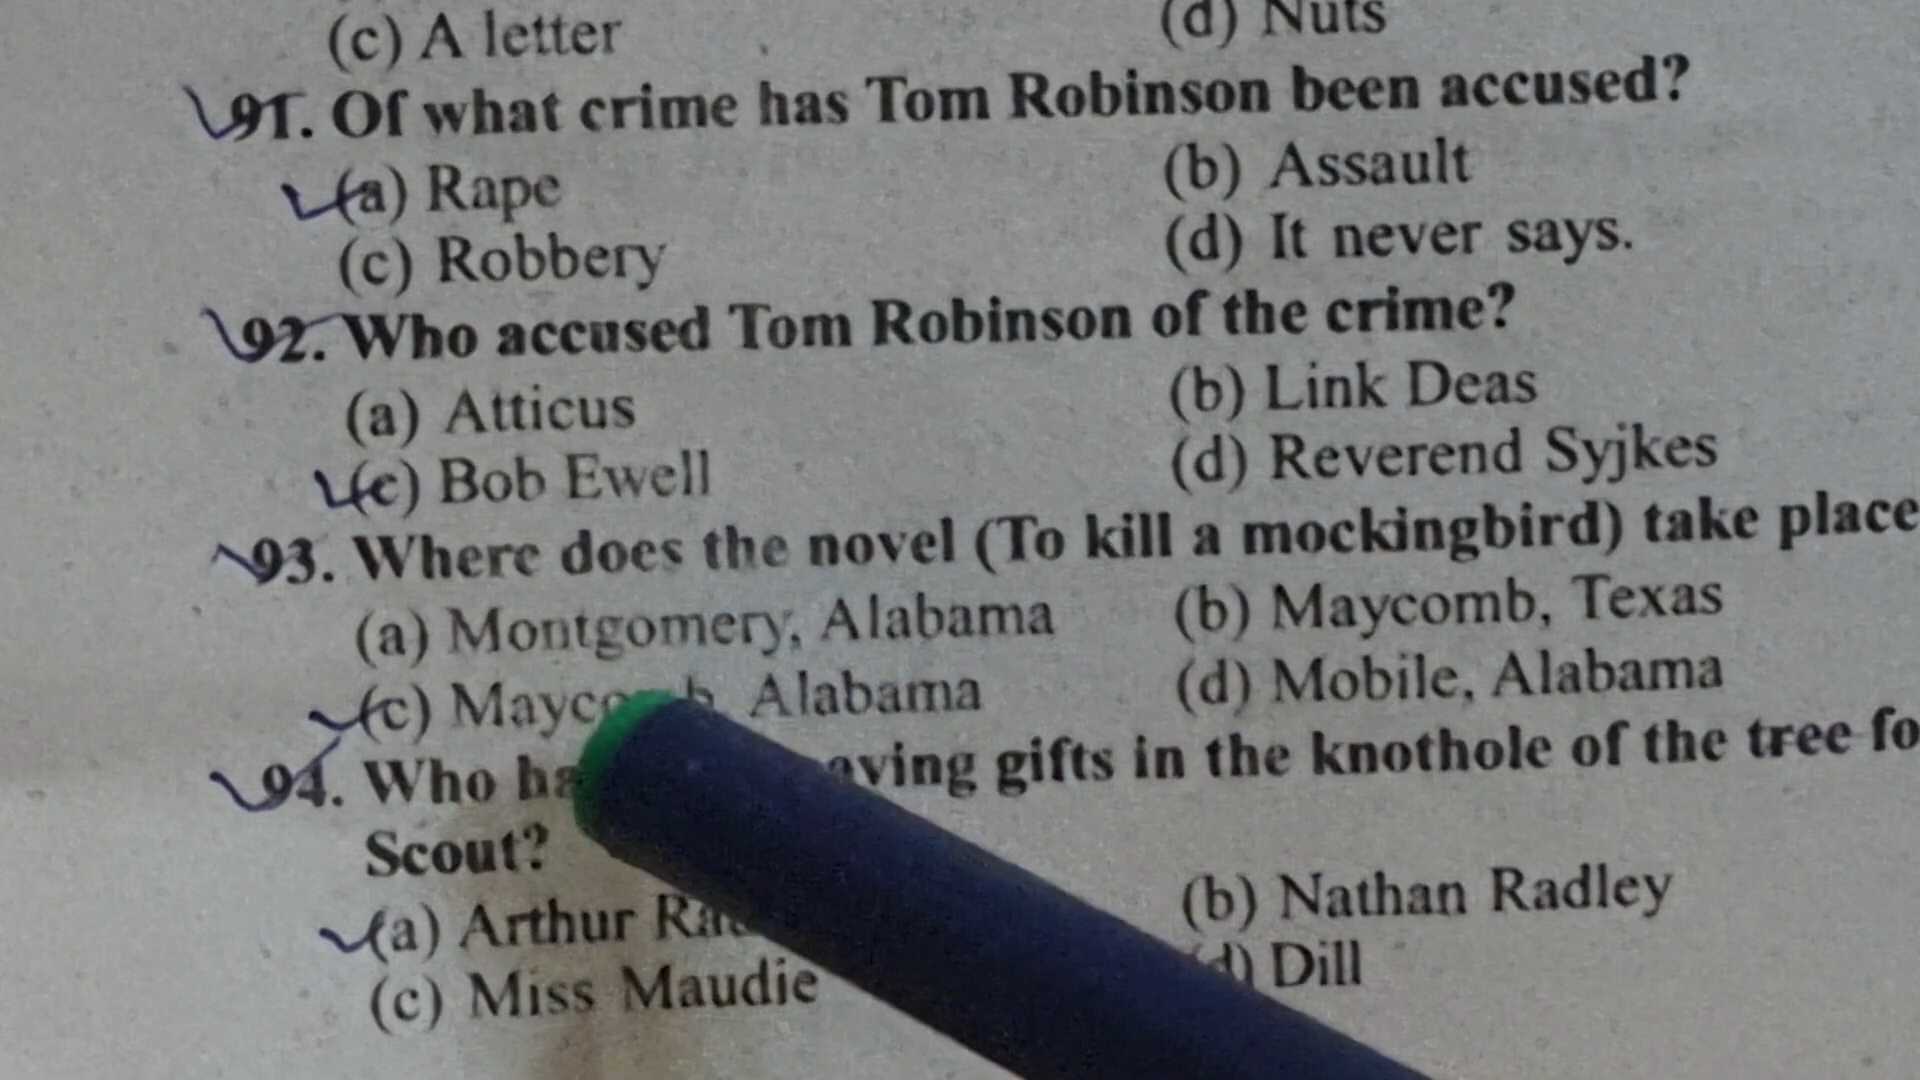 (c) A letter (d) Nuts
91. Of what crime has Tom Robinson been accused?
(a) Rape (b) Assault
(c) Robbery (d) It never says.
92. Who accused Tom Robinson of the crime?
(a) Atticus (b) Link Deas
(c) Bob Ewell (d) Reverend Syjkes
93. Where does the novel (To kill a mockingbird) take place
(a) Montgomery, Alabama (b) Maycomb, Texas
(c) Alabama (d) Mobile, Alabama
94. Who gifts in the knothole of the tree
Scout?
(a) Arthur (b) Nathan Radley
(c) Miss Maudie (d) Dill